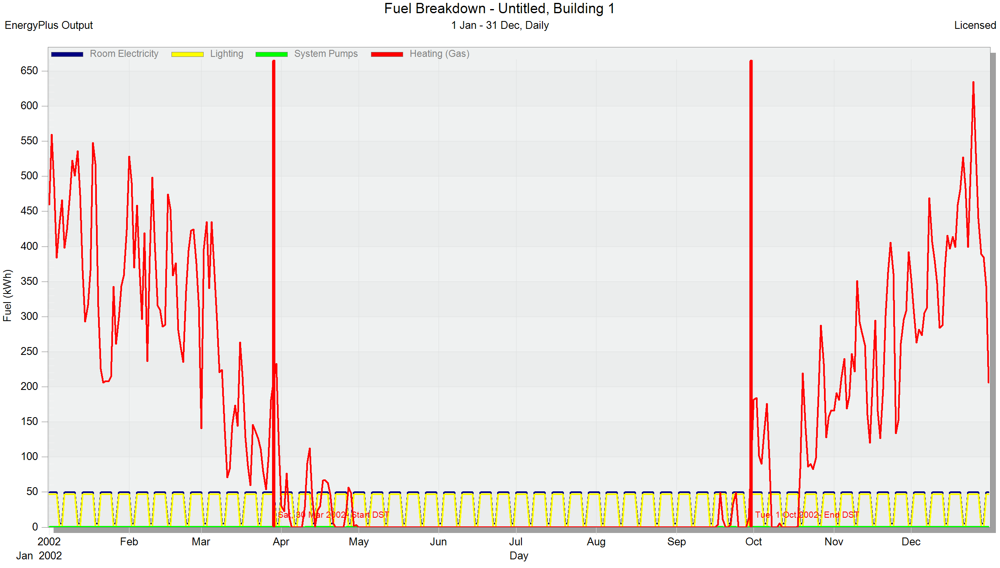 Fuel Breakdown - Untitled, Building 1
EnergyPlus Output
1 Jan - 31 Dec, Daily
Licensed
Room Electricity
Lighting
System Pumps
Heating (Gas)
650
600
550
500
450
400
350
300
250
200
150
100
50
0
Fuel (kWh)
Sat, 30 Mar 2002- Start DST
Tue, 1 Oct 2002- End DST
2002 Feb Mar Apr May Jun Jul Aug Sep Oct Nov Dec
Jan 2002
Day